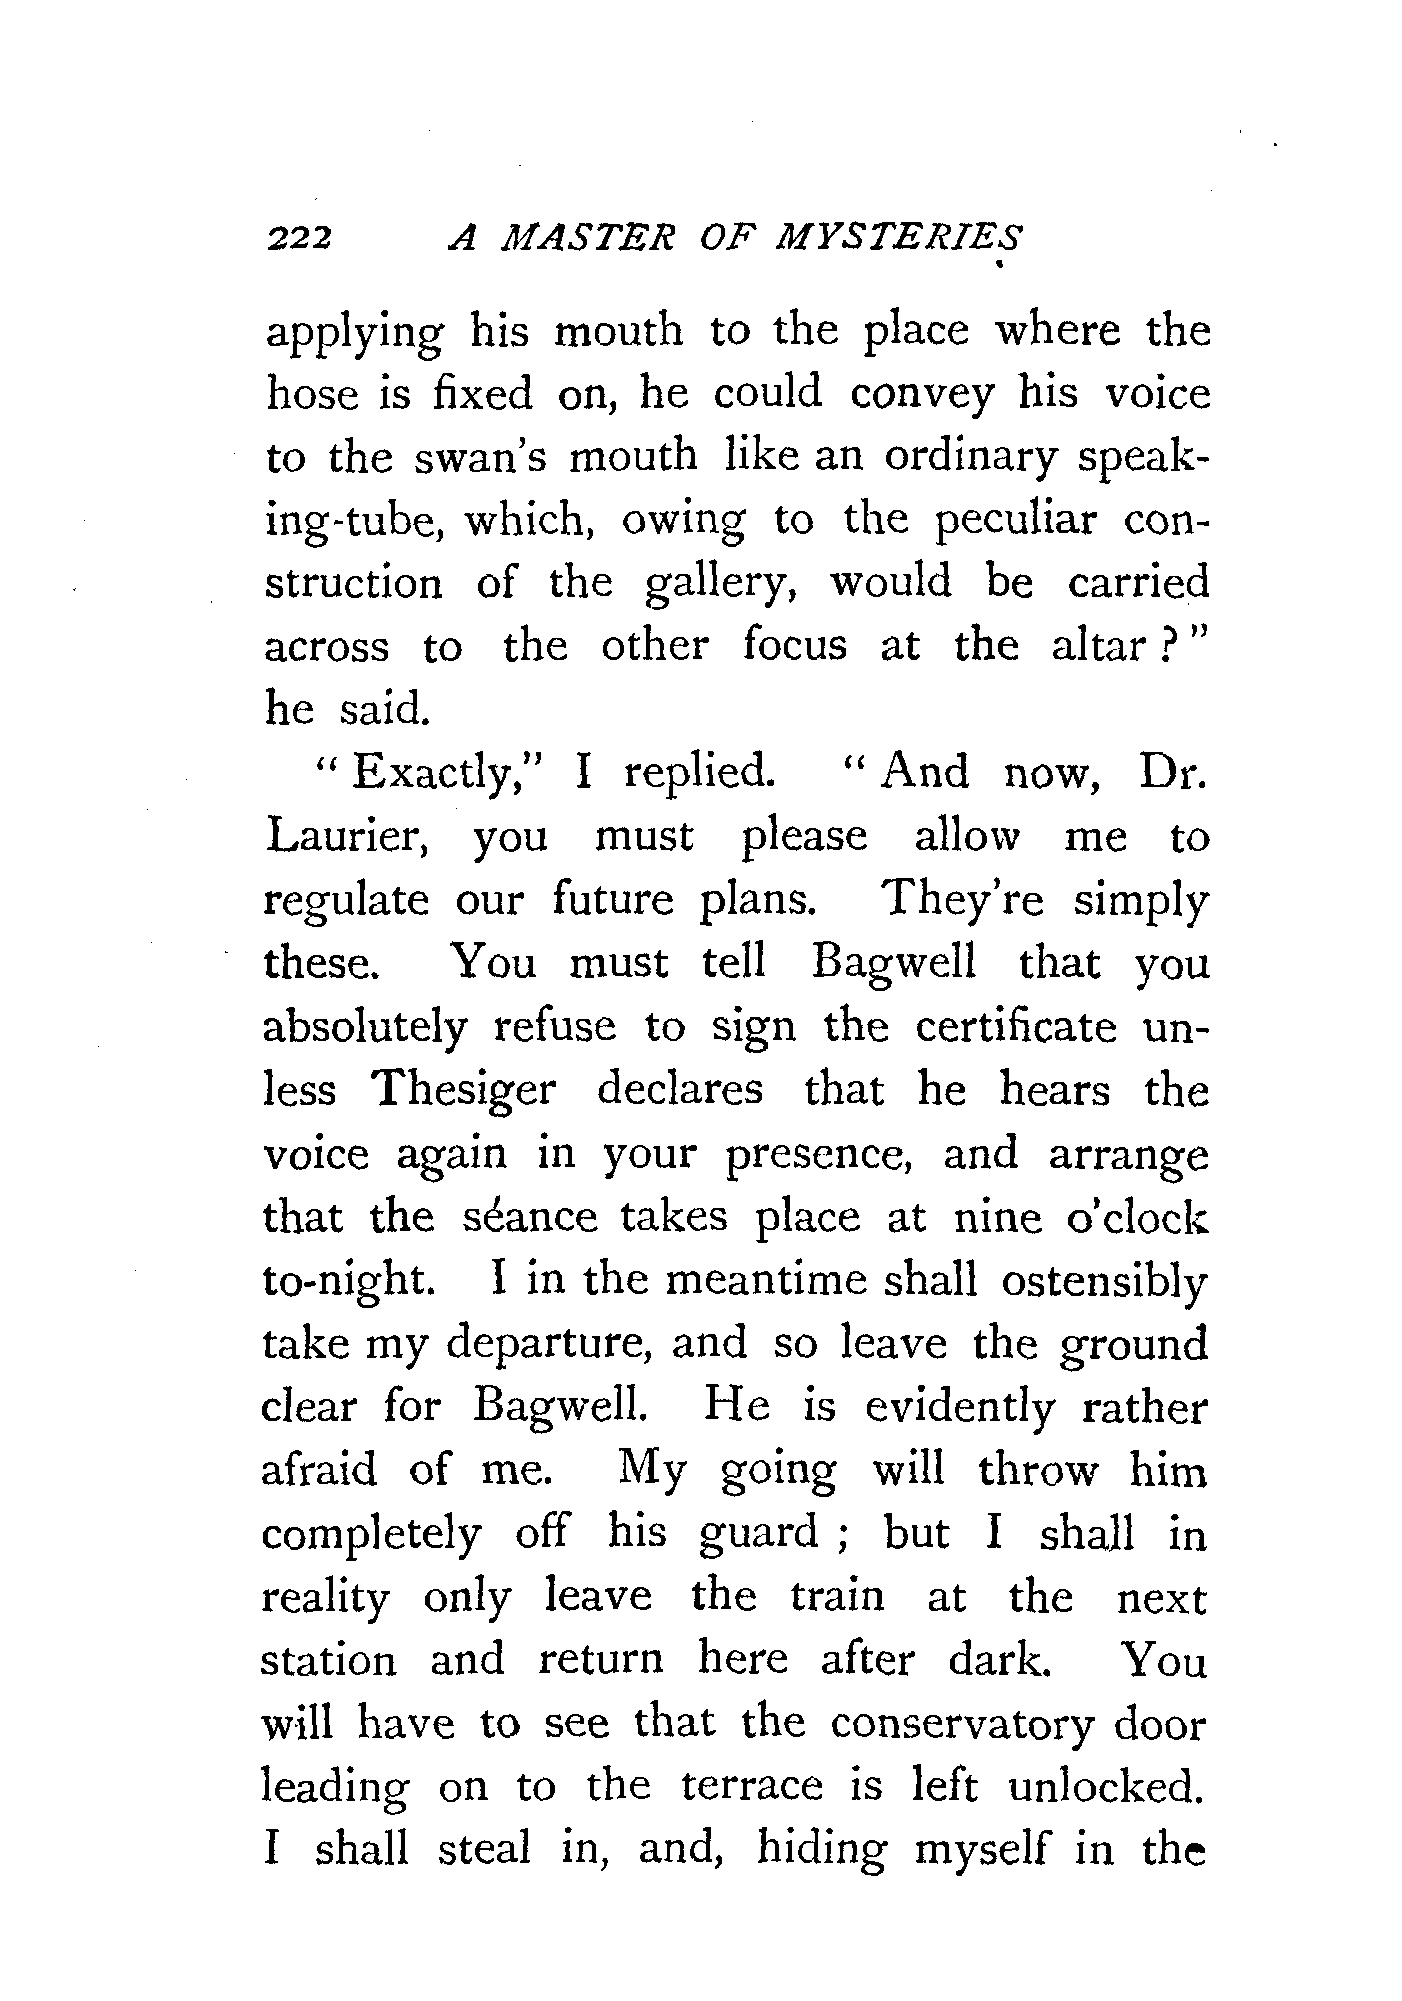 222 A MASTER OF MYSTERIES
applying his mouth to the place where the
hose is fixed on, he could convey his voice
to the swan's mouth like an ordinary speak-
ing-tube, which, owing to the peculiar con-
struction of the gallery, would be carried
across to the other focus at the altar ? "
he said.
" Exactly," I replied. " And now, Dr.
Laurier, you must please allow me to
regulate our future plans. They're simply
these. You must tell Bagwell that you
absolutely refuse to sign the certificate un-
less Thesiger declares that he hears the
voice again in your presence, and arrange
that the séance takes place at nine o'clock
to-night. I in the meantime shall ostensibly
take my departure, and so leave the ground
clear for Bagwell. He is evidently rather
afraid of me. My going will throw him
completely off his guard ; but I shall in
reality only leave the train at the next
station and return here after dark. You
will have to see that the conservatory door
leading on to the terrace is left unlocked.
I shall steal in, and, hiding myself in the